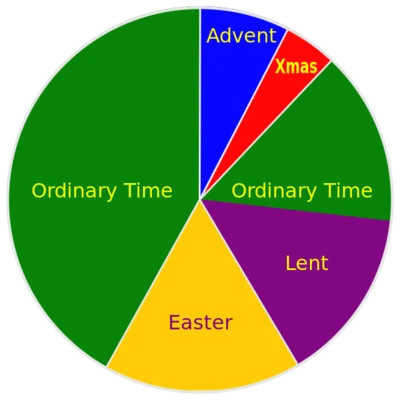 Advent
Xmas
Ordinary Time
Ordinary Time
Lent
Easter